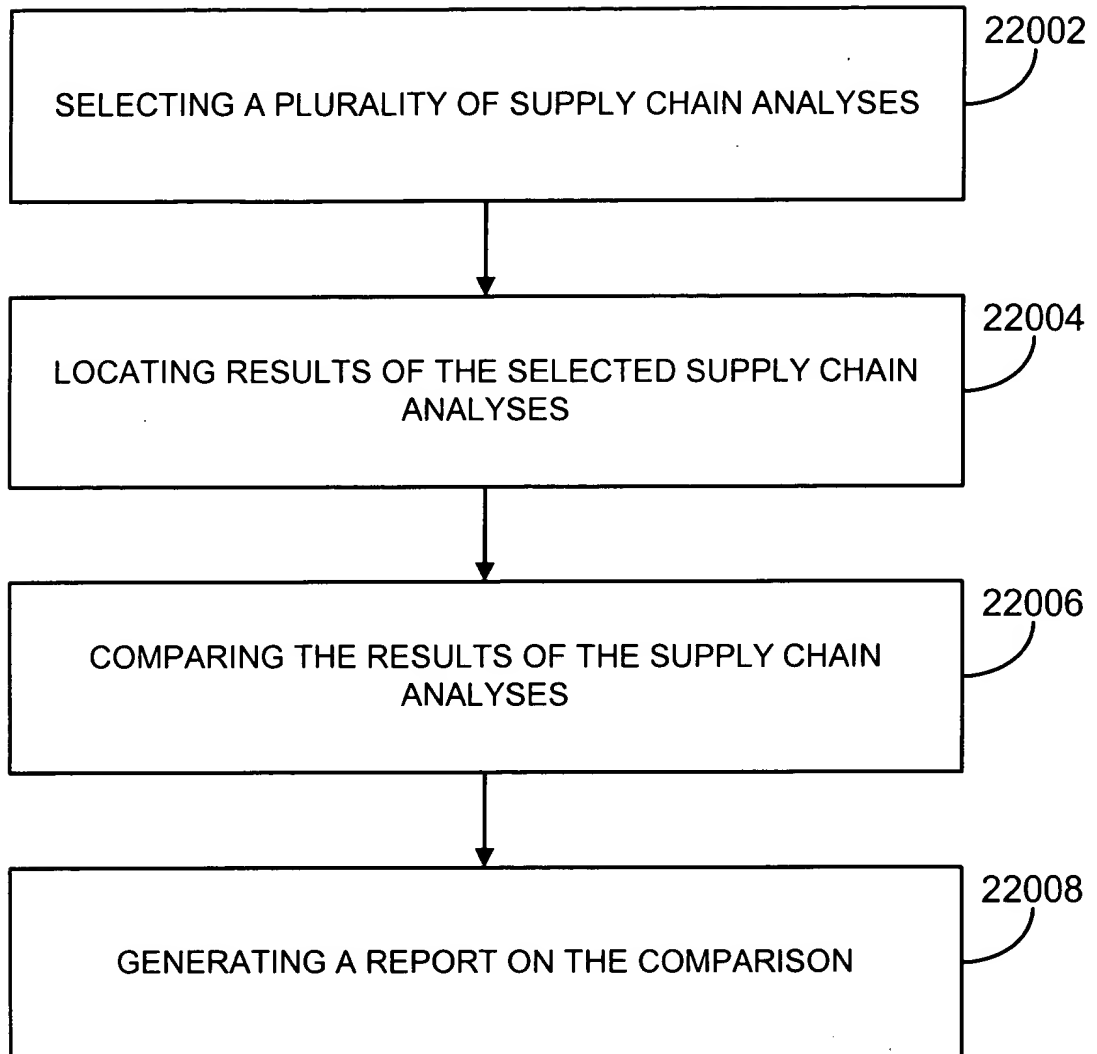 22002
SELECTING A PLURALITY OF SUPPLY CHAIN ANALYSES
22004
LOCATING RESULTS OF THE SELECTED SUPPLY CHAIN
ANALYSES
22006
COMPARING THE RESULTS OF THE SUPPLY CHAIN
ANALYSES
22008
GENERATING A REPORT ON THE COMPARISON